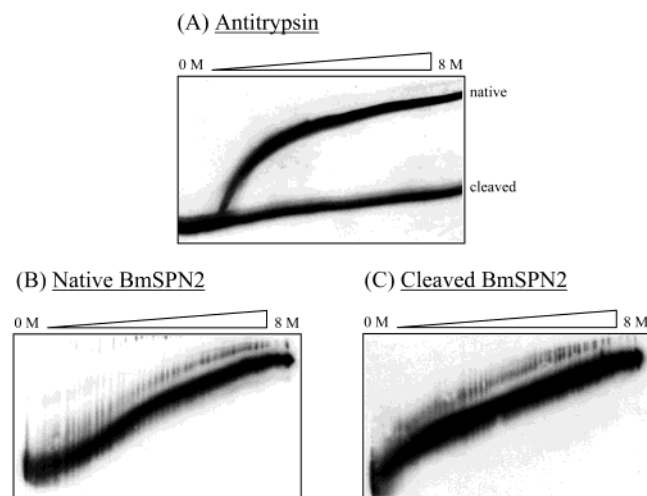 (A) Antitrypsin
0 M 8 M
native
cleaved
(B) Native BmSPN2
0 M 8 M
(C) Cleaved BmSPN2
0 M 8 M